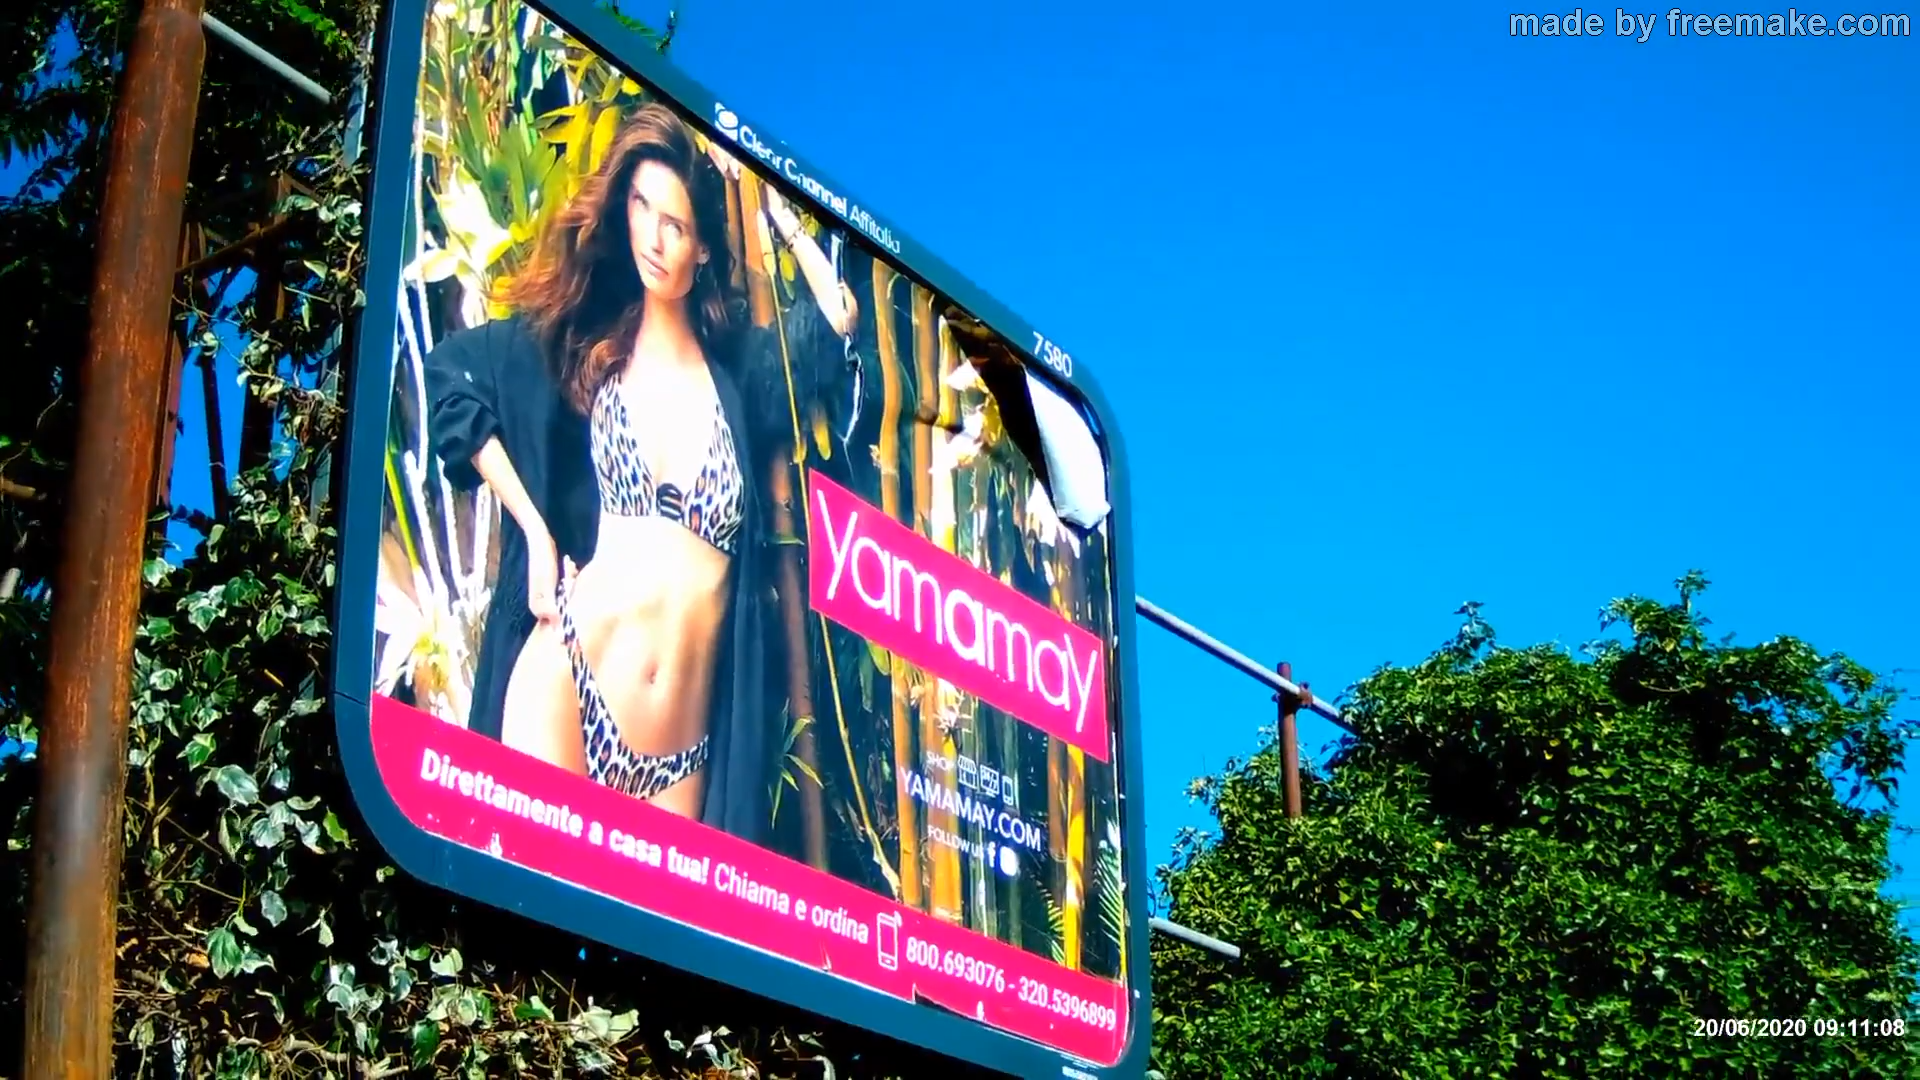 made by freemake.com
Clear Channel Affitalia
7580
yamamay
SHOP
YAMAMAY.COM
FOLLOW US
Direttamente a casa tua! Chiama e ordina 800.693076 - 320.5396899
20/06/2020 09:11:08